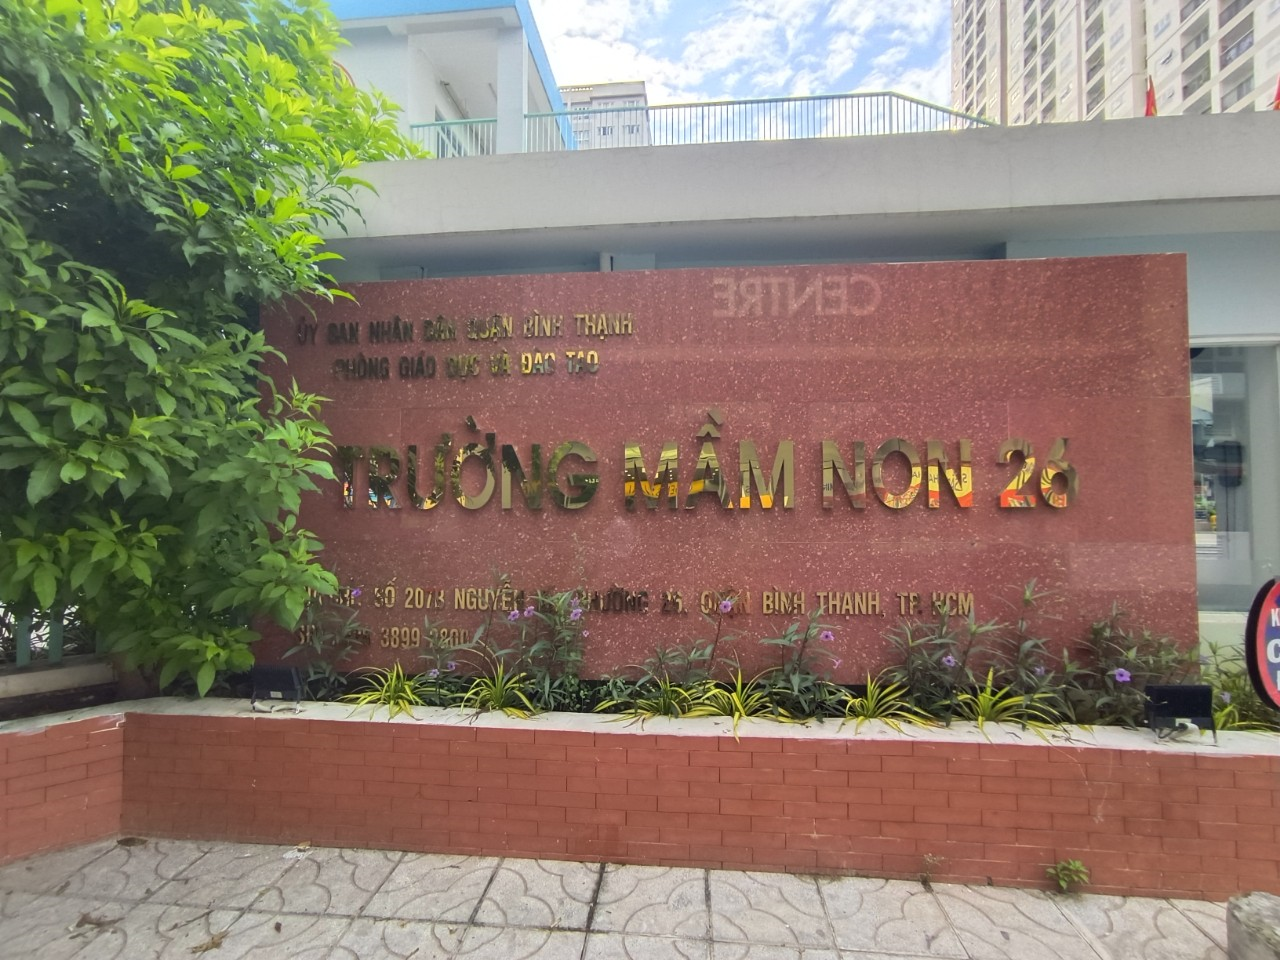 ỦY BAN NHÂN DÂN QUẬN BÌNH THẠNH
PHÒNG GIÁO DỤC VÀ ĐÀO TẠO
CENTRE
TRƯỜNG MẦM NON 26
SỐ 207/B NGUYỄN PHƯỜNG 26, QUẬN BÌNH THẠNH, TP. HCM
3899